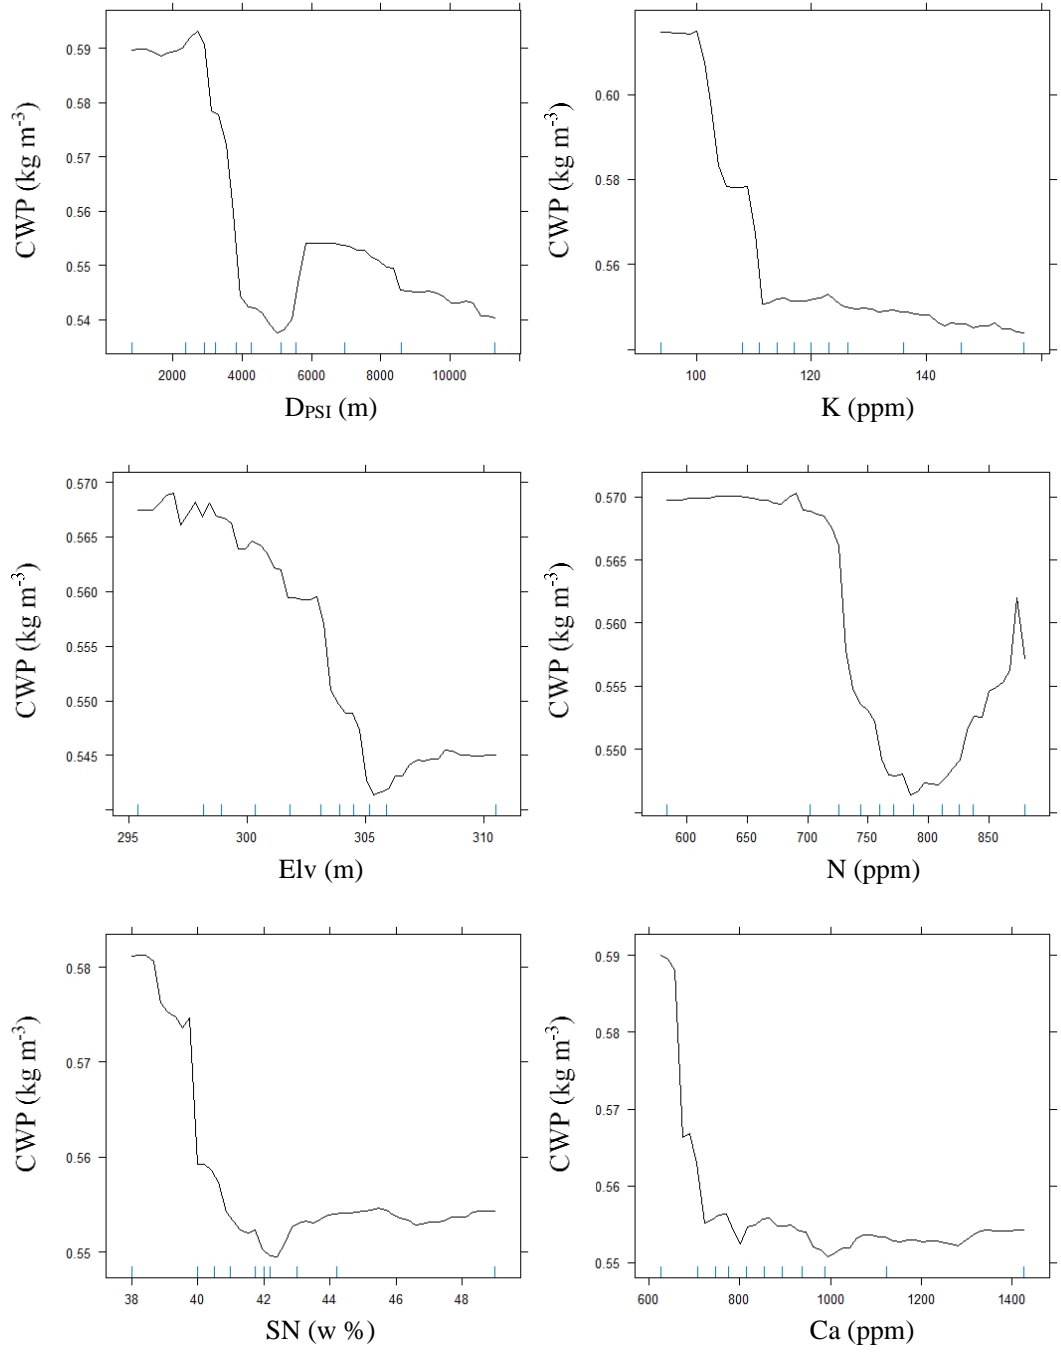 0.59
0.58
0.57
0.56
0.55
0.54
CWP (kg m-3)
2000 4000 6000 8000 10000
DPSI (m)
0.60
0.58
0.56
CWP (kg m-3)
100 120 140
K (ppm)
0.570
0.565
0.560
0.555
0.550
0.545
CWP (kg m-3)
295 300 305 310
Elv (m)
0.570
0.565
0.560
0.555
0.550
CWP (kg m-3)
600 650 700 750 800 850
N (ppm)
0.58
0.57
0.56
0.55
CWP (kg m-3)
38 40 42 44 46 48
SN (w %)
0.59
0.58
0.57
0.56
0.55
CWP (kg m-3)
600 800 1000 1200 1400
Ca (ppm)